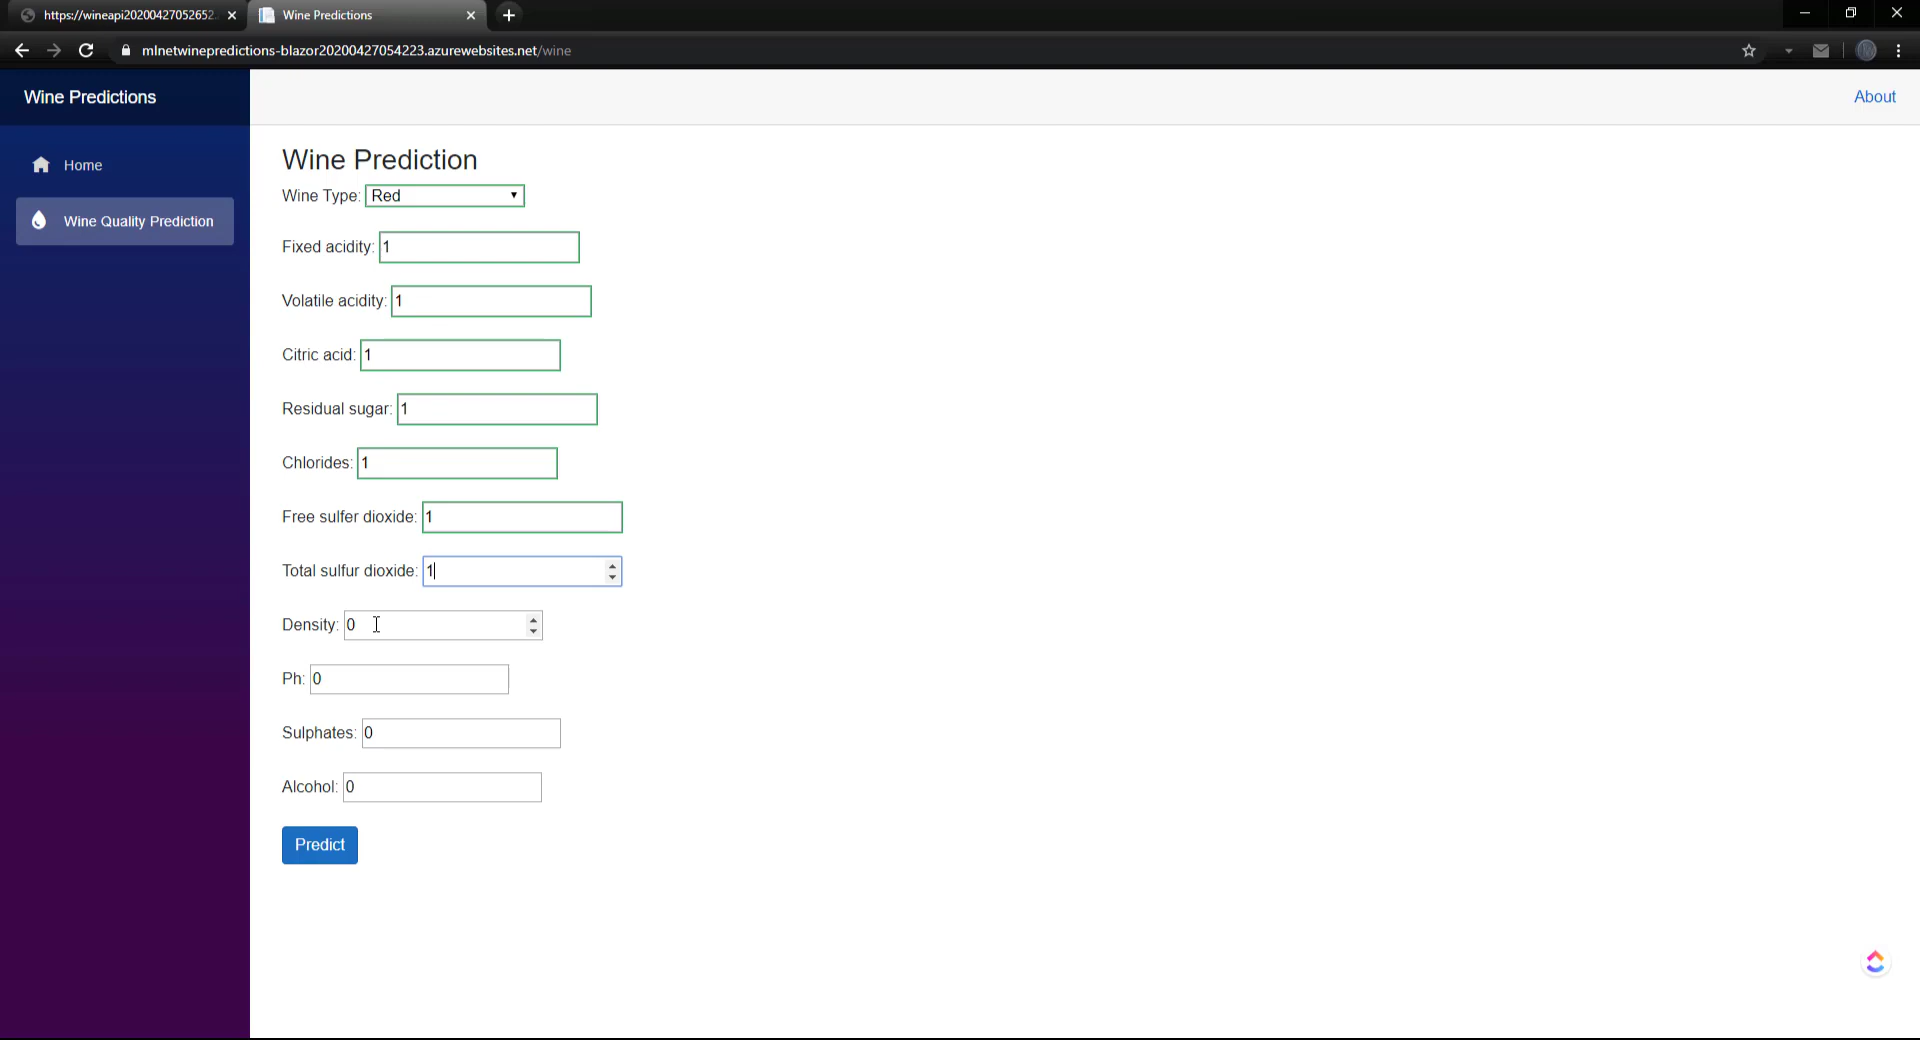 https://wineapi20200427052652
Wine Predictions
mlnetwinepredictions-blazor20200427054223.azurewebsites.net/wine
Wine Predictions
About
Home
Wine Quality Prediction
Wine Prediction
Wine Type: Red
Fixed acidity: 1
Volatile acidity: 1
Citric acid: 1
Residual sugar: 1
Chlorides: 1
Free sulfer dioxide: 1
Total sulfur dioxide: 1
Density: 0
Ph: 0
Sulphates: 0
Alcohol: 0
Predict